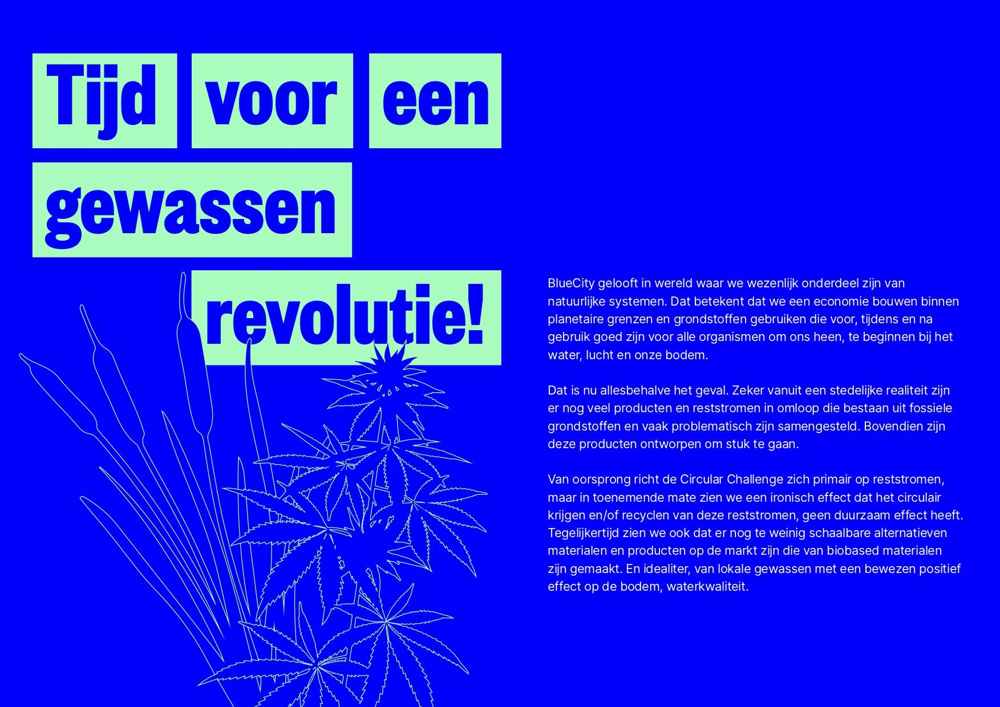 Tijd voor een
gewassen
revolutie!
BlueCity gelooft in wereld waar we wezenlijk onderdeel zijn van
natuurlijke systemen. Dat betekent dat we een economie bouwen binnen
planetaire grenzen en grondstoffen gebruiken die voor, tijdens en na
gebruik goed zijn voor alle organismen om ons heen, te beginnen bij het
water, lucht en onze bodem.
Dat is nu allesbehalve het geval. Zeker vanuit een stedelijke realiteit zijn
er nog veel producten en reststromen in omloop die bestaan uit fossiele
grondstoffen en vaak problematisch zijn samengesteld. Bovendien zijn
deze producten ontworpen om stuk te gaan.
Van oorsprong richt de Circular Challenge zich primair op reststromen,
maar in toenemende mate zien we een ironisch effect dat het circulair
krijgen en/of recyclen van deze reststromen, geen duurzaam effect heeft.
Tegelijkertijd zien we ook dat er nog te weinig schaalbare alternatieven
materialen en producten op de markt zijn die van biobased materialen
zijn gemaakt. En idealiter, van lokale gewassen met een bewezen positief
effect op de bodem, waterkwaliteit.